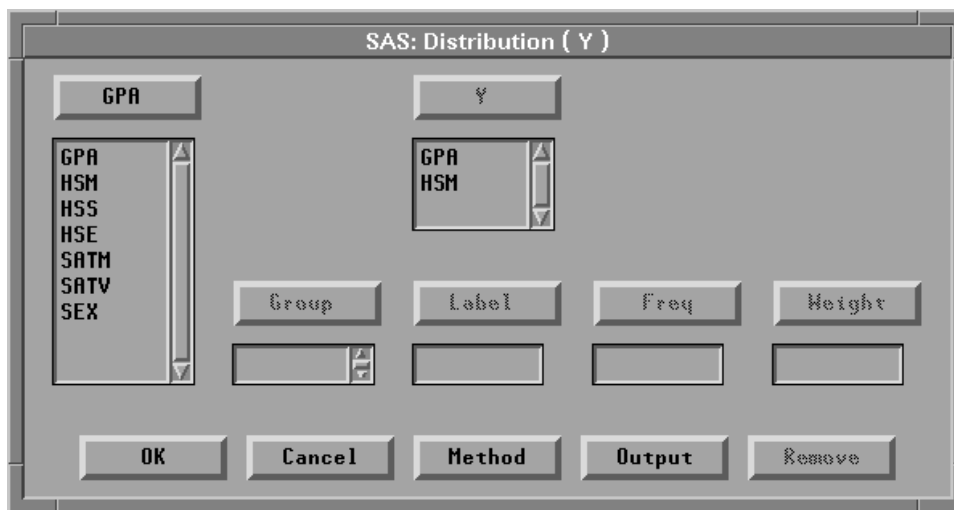 SAS: Distribution ( Y )
GPA
Y
GPA
HSM
HSS
HSE
SATM
SATV
SEX
GPA
HSM
Group
Label
Freq
Weight
OK
Cancel
Method
Output
Remove